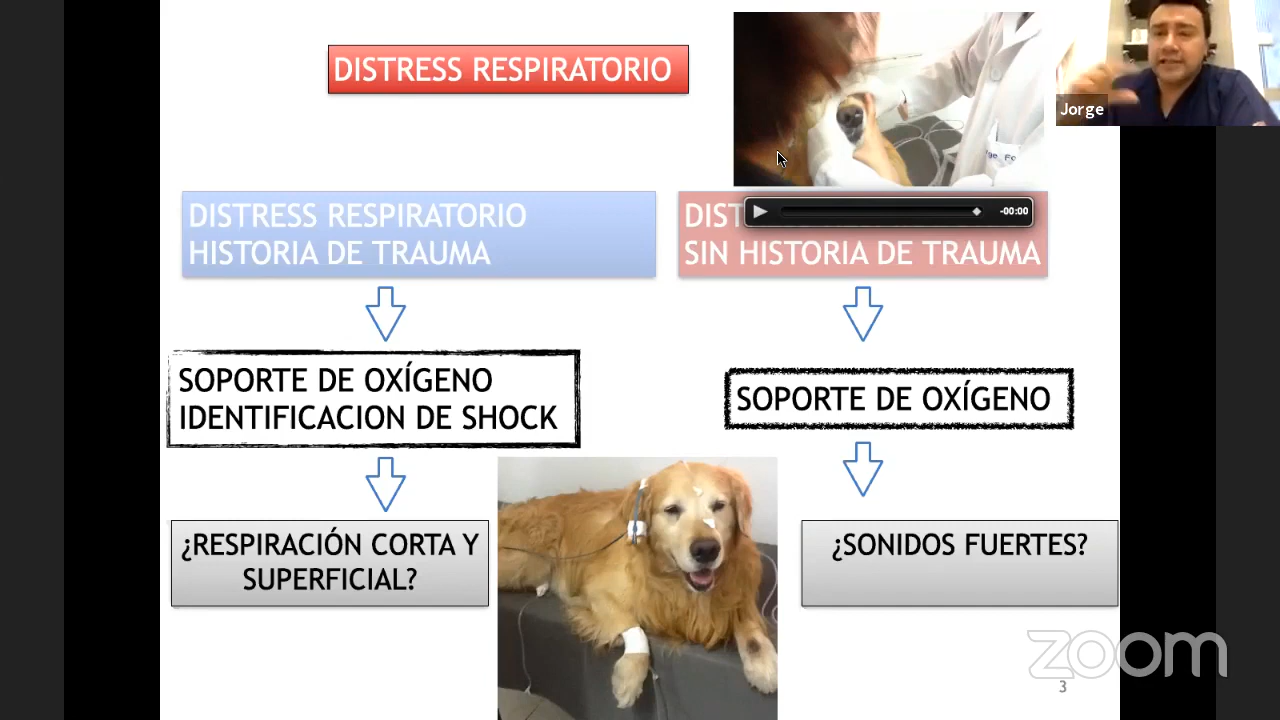 DISTRESS RESPIRATORIO
Jorge
DISTRESS RESPIRATORIO
HISTORIA DE TRAUMA
DIST
-00:00
SIN HISTORIA DE TRAUMA
SOPORTE DE OXÍGENO
IDENTIFICACION DE SHOCK
SOPORTE DE OXÍGENO
¿RESPIRACIÓN CORTA Y
SUPERFICIAL?
¿SONIDOS FUERTES?
zoom
3